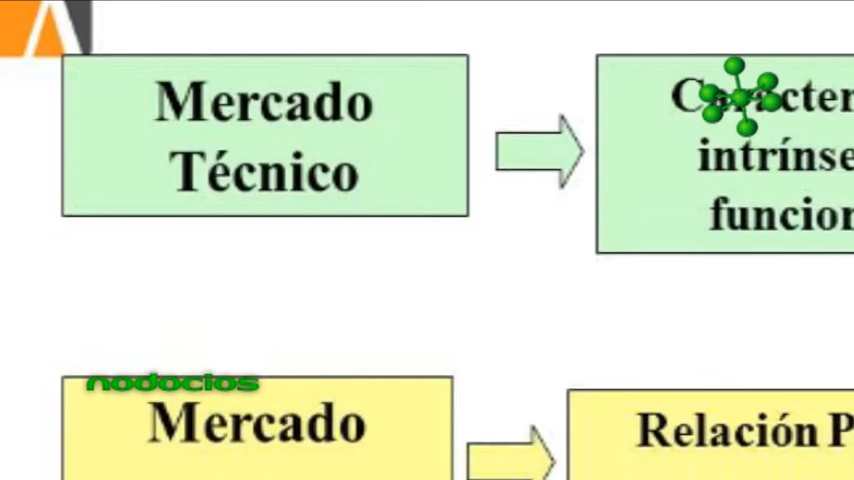 Mercado
Técnico
intrínse
funcion
nodocios
Mercado
Relación P